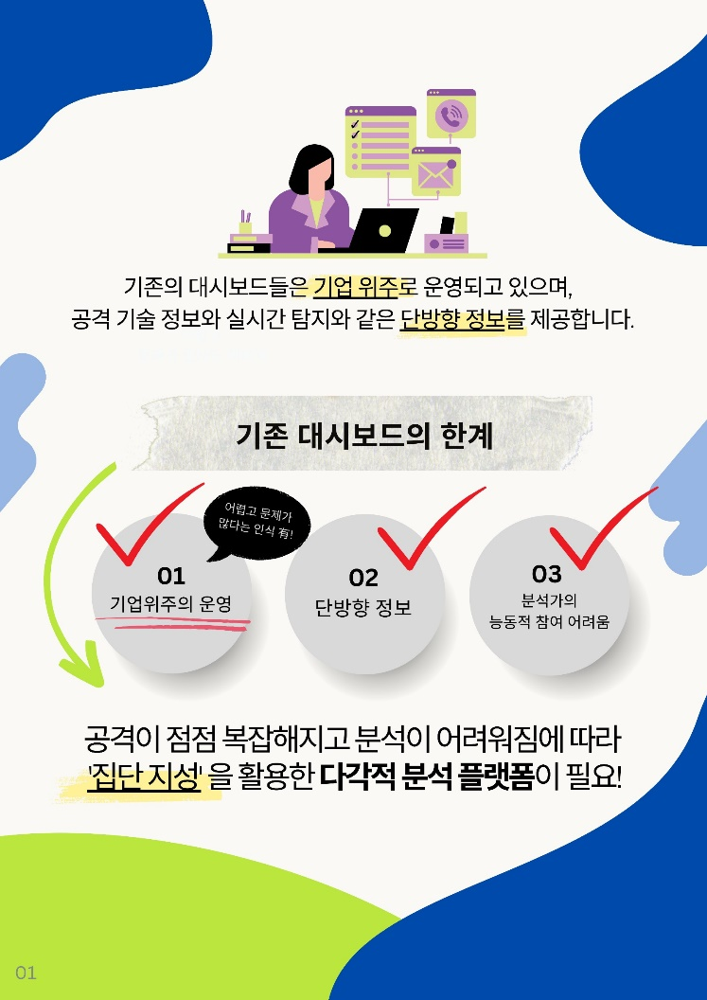 기존의 대시보드들은 기업 위주로 운영되고 있으며,
공격 기술 정보와 실시간 탐지와 같은 단방향 정보를 제공합니다.
기존 대시보드의 한계
어렵고 문제가
많다는 인식 有!
01
기업위주의 운영
02
단방향 정보
03
분석가의
능동적 참여 어려움
공격이 점점 복잡해지고 분석이 어려워짐에 따라
'집단 지성' 을 활용한 다각적 분석 플랫폼이 필요!
01